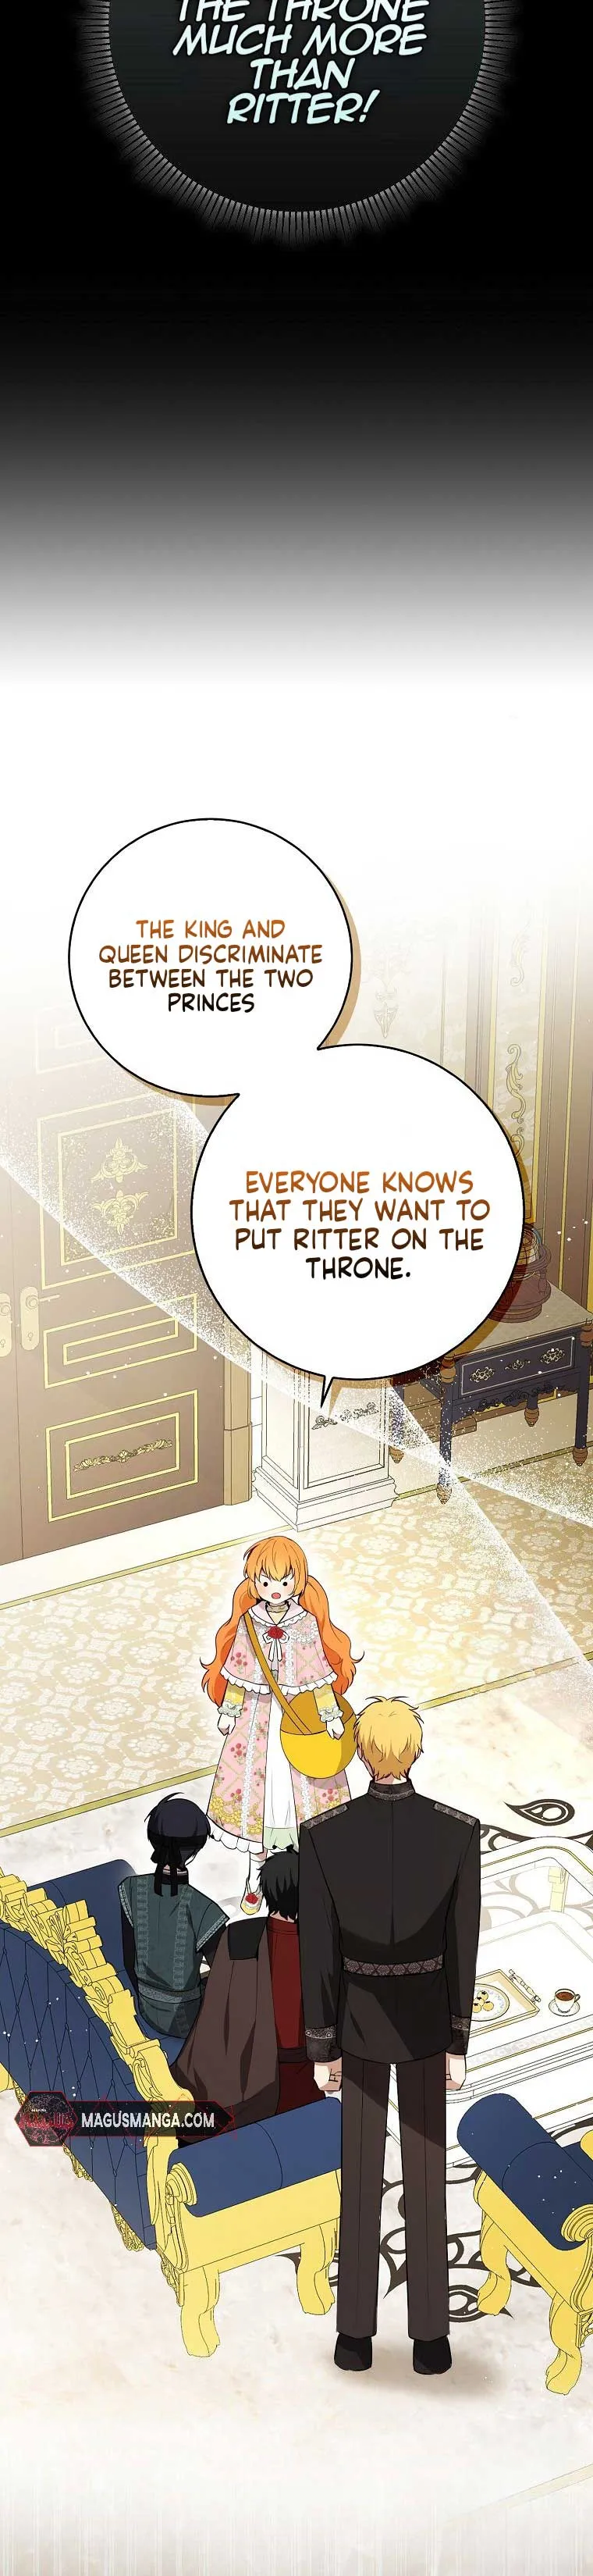 THE THRONE
MUCH MORE
THAN
RITTER!
THE KING AND
QUEEN DISCRIMINATE
BETWEEN THE TWO
PRINCES
EVERYONE KNOWS
THAT THEY WANT TO
PUT RITTER ON THE
THRONE.
MAGUSMANGA.COM